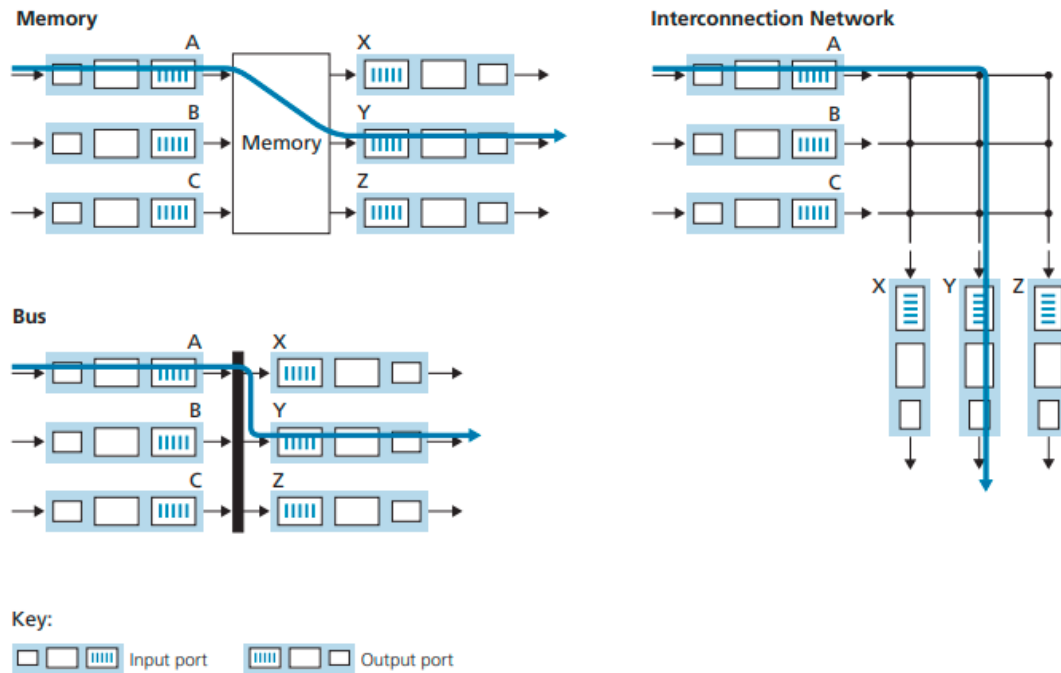 Memory
A
X
B
Y
Memory
C
Z
Interconnection Network
A
B
C
X
Y
Z
Bus
A
X
B
Y
C
Z
Key:
Input port
Output port